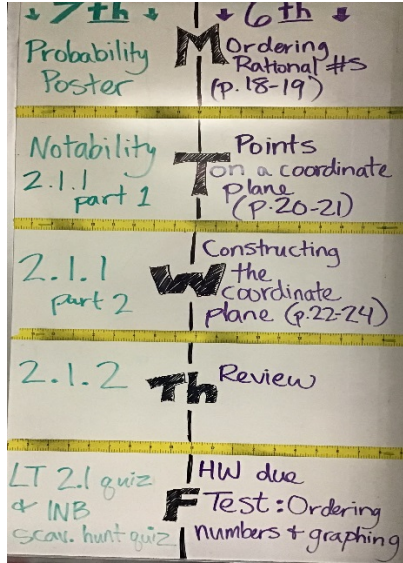 ↓ 7th ↓
↓ 6th ↓
Probability
Poster
M
Ordering
Rational #s
(p. 18-19)
Notability
2.1.1
part 1
T
Points
on a coordinate
plane
(p. 20-21)
2.1.1
part 2
W
Constructing
the
coordinate
plane (p. 22-24)
2.1.2
Th
Review
LT 2.1 quiz
& INB
scav. hunt quiz
F
HW due
Test: Ordering
numbers & graphing